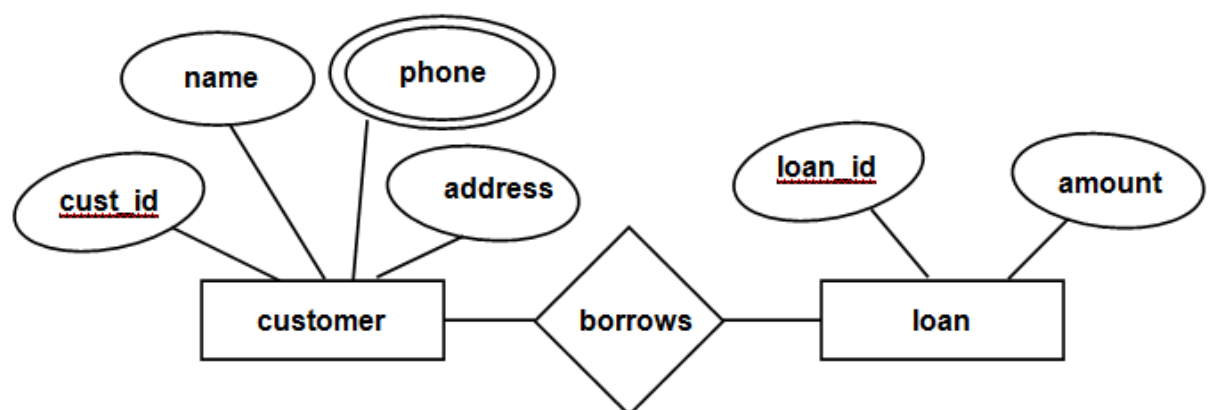 name
phone
cust_id
address
loan_id
amount
customer
borrows
loan